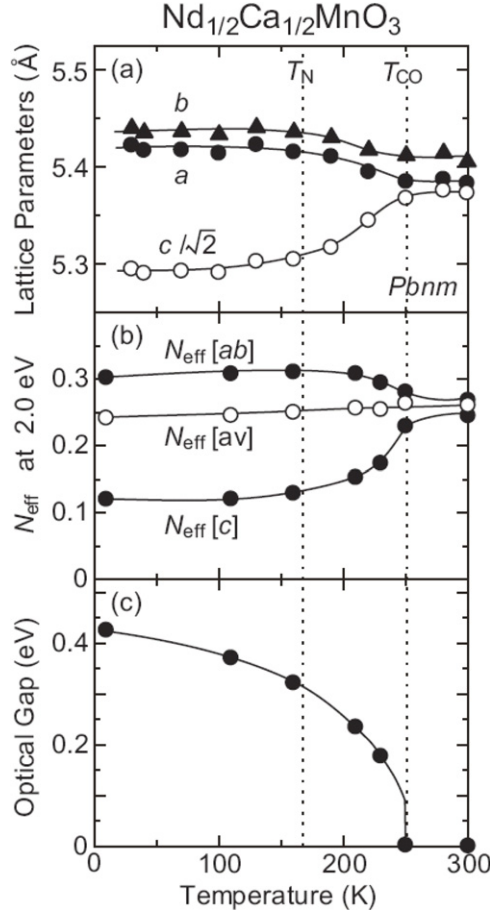 Nd1/2Ca1/2MnO3
(a)
TN
TCO
b
a
c/√2
Pbnm
Lattice Parameters (Å)
5.5
5.4
5.3
(b)
Neff [ab]
Neff [av]
Neff [c]
Neff at 2.0 eV
0.3
0.2
0.1
0
(c)
Optical Gap (eV)
0.4
0.2
0
0 100 200 300
Temperature (K)